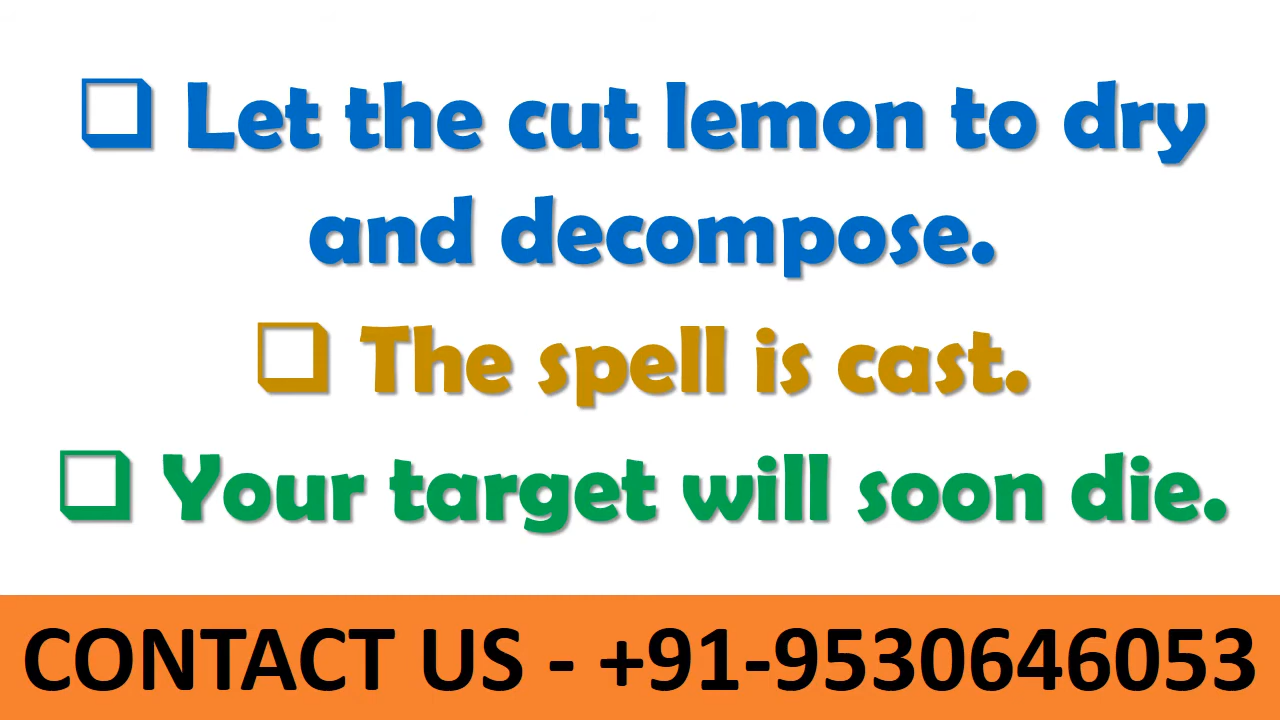 ❑ Let the cut lemon to dry
and decompose.
❑ The spell is cast.
❑ Your target will soon die.
CONTACT US - +91-9530646053